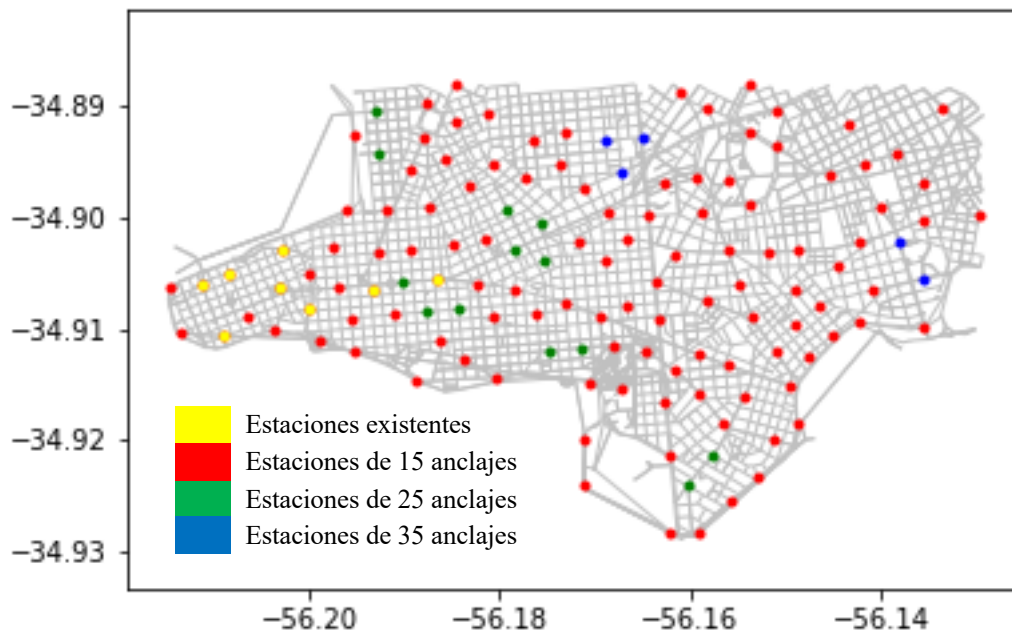 −34.89
−34.90
−34.91
−34.92
−34.93
Estaciones existentes
Estaciones de 15 anclajes
Estaciones de 25 anclajes
Estaciones de 35 anclajes
−56.20 −56.18 −56.16 −56.14